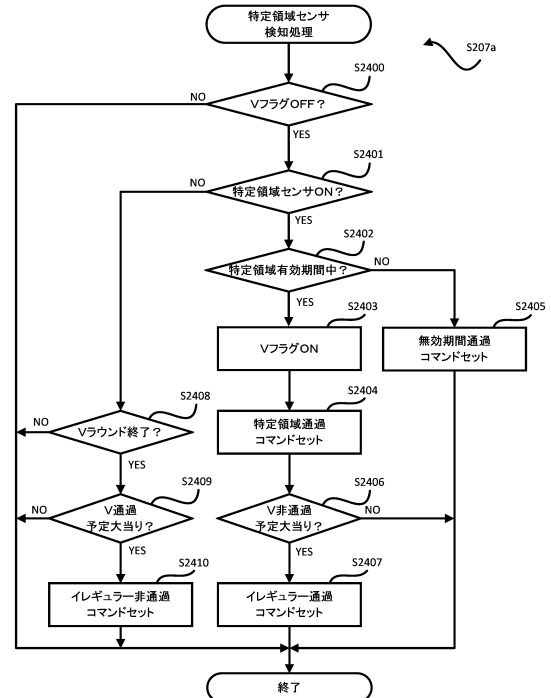 特定領域センサ
検知処理
S207a
S2400
VフラグOFF?
NO
YES
S2401
特定領域センサON?
NO
YES
S2402
特定領域有効期間中?
NO
YES
S2403
VフラグON
S2405
無効期間通過
コマンドセット
S2404
特定領域通過
コマンドセット
S2408
Vラウンド終了?
NO
YES
S2409
V通過
予定大当り?
NO
YES
S2406
V非通過
予定大当り?
NO
YES
S2410
イレギュラー非通過
コマンドセット
S2407
イレギュラー通過
コマンドセット
終了